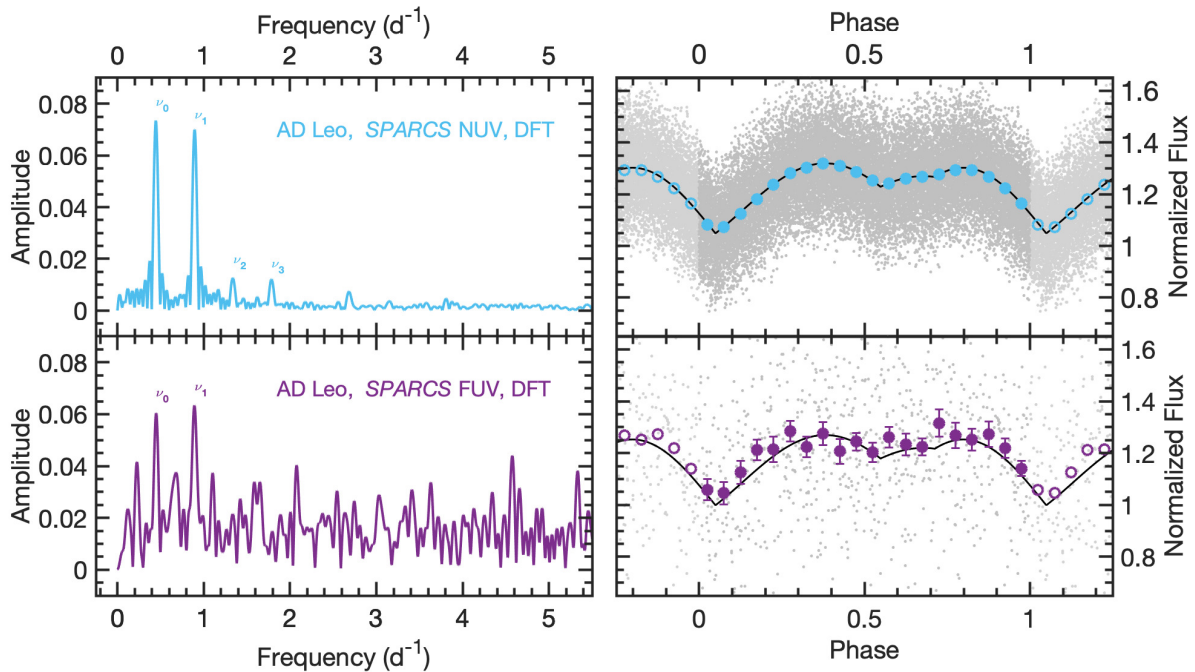 Frequency (d⁻¹)
0 1 2 3 4 5
Phase
0 0.5 1
Amplitude
0.08
0.06
0.04
0.02
0
ν₀
ν₁
ν₂
ν₃
AD Leo, SPARCS NUV, DFT
1.6
1.4
1.2
1
0.8
Normalized Flux
Amplitude
0.08
0.06
0.04
0.02
0
ν₀
ν₁
AD Leo, SPARCS FUV, DFT
1.6
1.4
1.2
1
0.8
Normalized Flux
0 1 2 3 4 5
Frequency (d⁻¹)
0 0.5 1
Phase